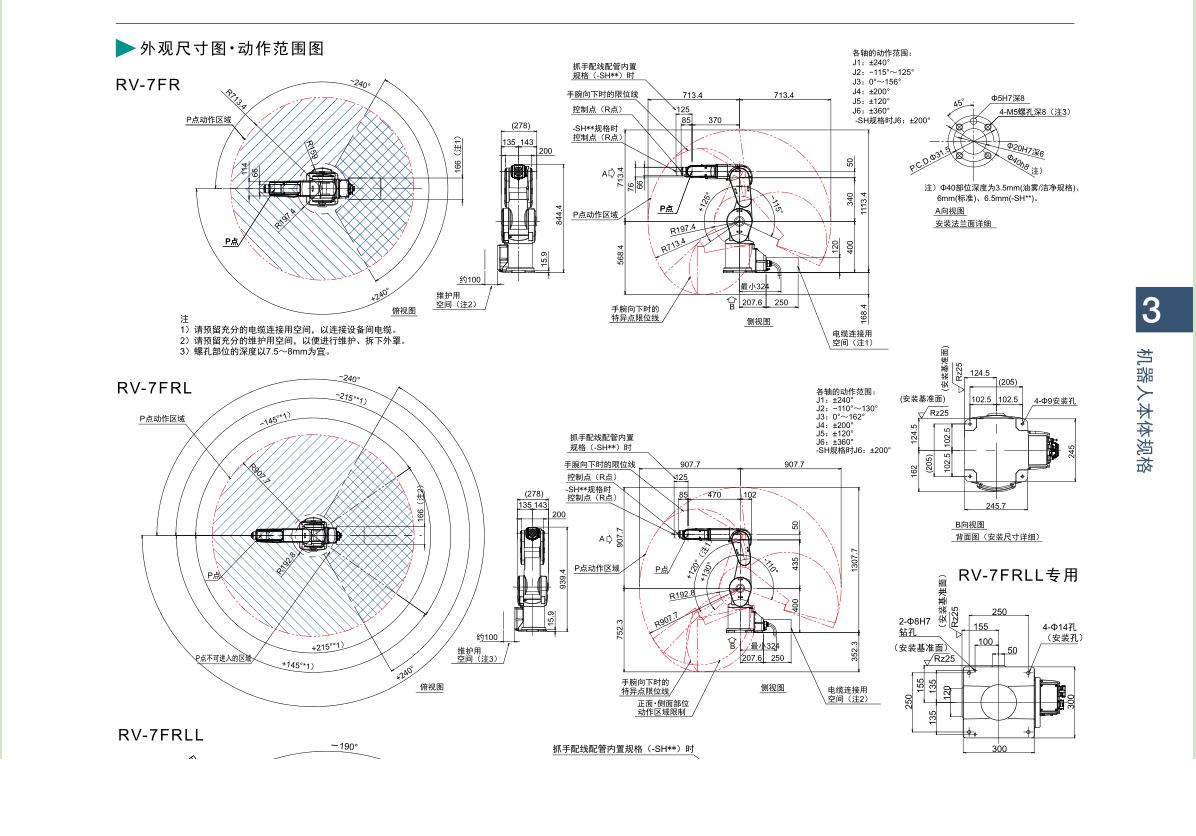 外观尺寸图·动作范围图
RV-7FR
-240°
R713.4
P点动作区域
R159
114
66
166（注1）
R197.4
P点
+240°
俯视图
(278)
135 143
200
844.4
15.9
约100
维护用
空间（注2）
抓手配线配管内置
规格（-SH**）时
手腕向下时的限位线
控制点（R点）
-SH**规格时
控制点（R点）
713.4
713.4
125
85
370
A
713.4
76
66
P点动作区域
P点
+125°
-115°
R197.4
R713.4
568.4
50
340
1113.4
120
400
最小324
207.6
250
B
168.4
手腕向下时的
特异点限位线
侧视图
电缆连接用
空间（注1）
各轴的动作范围:
J1：±240°
J2：-115°～125°
J3：0°～156°
J4：±200°
J5：±120°
J6：±360°
-SH规格时J6：±200°
45°
Φ5H7深8
4-M5螺孔深8（注3）
Φ20H7深6
Φ40h8 注）
P.C.D.Φ31.5
注）Φ40部位深度为3.5mm(油雾/洁净规格)、
6mm(标准)、6.5mm(-SH**)。
A向视图
安装法兰面详细
注
1）请预留充分的电缆连接用空间，以连接设备间电缆。
2）请预留充分的维护用空间，以便进行维护、拆下外罩。
3）螺孔部位的深度以7.5～8mm为宜。
3
机器人本体规格
RV-7FRL
-240°
-215°*1）
-145°*1）
P点动作区域
R907.7
166（注2）
R192.8
P点
P点不可进入的区域
+215°*1）
+145°*1）
+240°
俯视图
(278)
135 143
200
939.4
15.9
约100
维护用
空间（注3）
抓手配线配管内置
规格（-SH**）时
手腕向下时的限位线
控制点（R点）
-SH**规格时
控制点（R点）
907.7
907.7
125
85
470
102
A
907.7
P点动作区域
P点
+120°（注1）
+130°
-110°
R192.8
R907.7
752.3
50
435
1307.7
400
最小324
207.6
250
B
352.3
手腕向下时的
特异点限位线
正面·侧面部位
动作区域限制
侧视图
电缆连接用
空间（注2）
各轴的动作范围:
J1：±240°
J2：-110°～130°
J3：0°～162°
J4：±200°
J5：±120°
J6：±360°
-SH规格时J6：±200°
(安装基准面)
Rz25
124.5
(205)
(安装基准面)
102.5
102.5
4-Φ9安装孔
Rz25
124.5
102.5
(205)
162
102.5
245
245.7
B向视图
背面图（安装尺寸详细）
RV-7FRLL专用
(安装基准面)
Rz25
250
2-Φ8H7
钻孔
155
4-Φ14孔
（安装孔）
(安装基准面)
100
50
Rz25
250
155
135
120
135
300
300
RV-7FRLL
-190°
抓手配线配管内置规格（-SH**）时